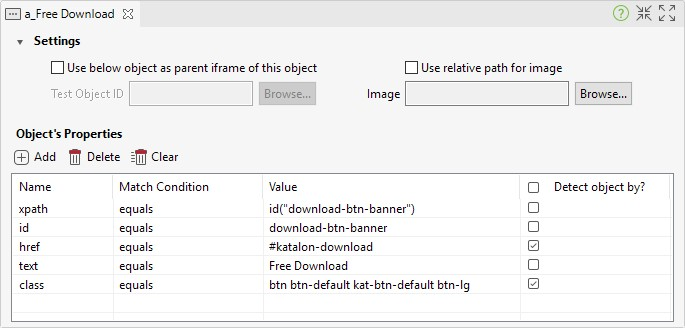 a_Free Download
Settings
Use below object as parent iframe of this object Use relative path for image
Test Object ID Browse... Image Browse...
Object's Properties
Add Delete Clear
Name Match Condition Value Detect object by?
xpath equals id("download-btn-banner")
id equals download-btn-banner
href equals #katalon-download
text equals Free Download
class equals btn btn-default kat-btn-default btn-lg